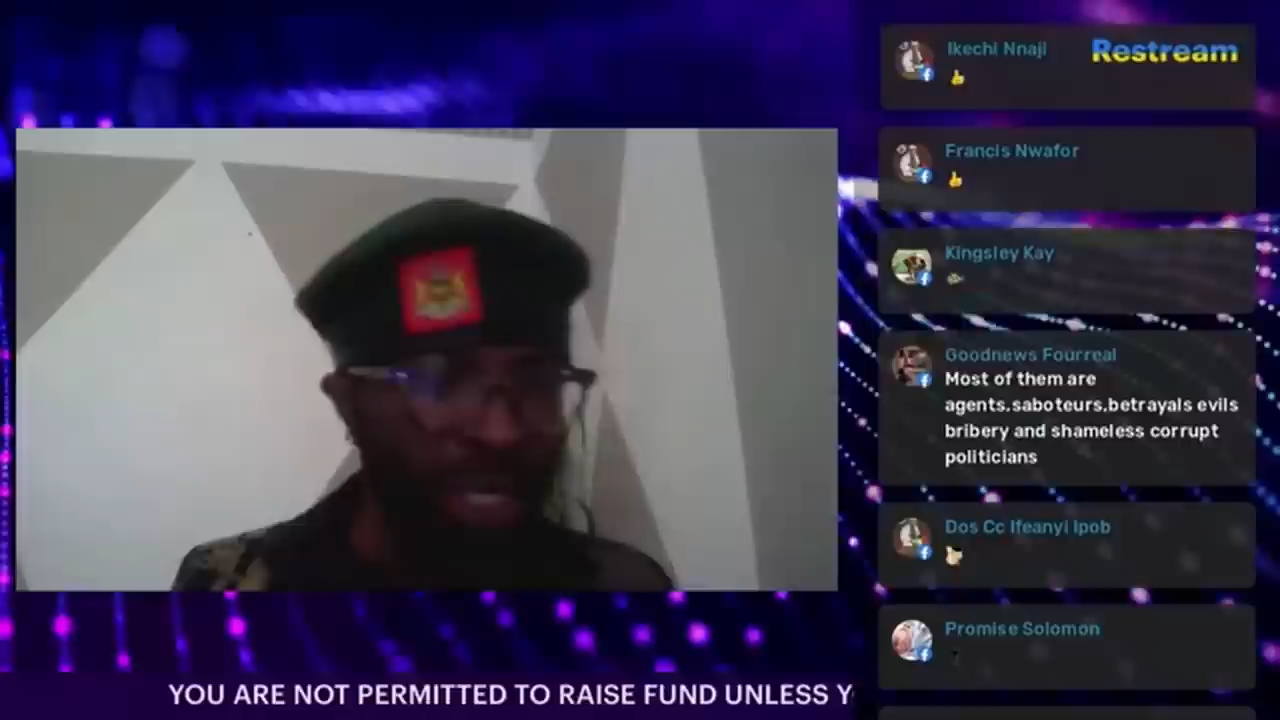 Ikechi Nnaji
Restream
Francis Nwafor
Kingsley Kay
Goodnews Fourreal
Most of them are
agents,saboteurs,betrayals evils
bribery and shameless corrupt
politicians
Dos Cc Ifeanyi Ipob
Promise Solomon
YOU ARE NOT PERMITTED TO RAISE FUND UNLESS